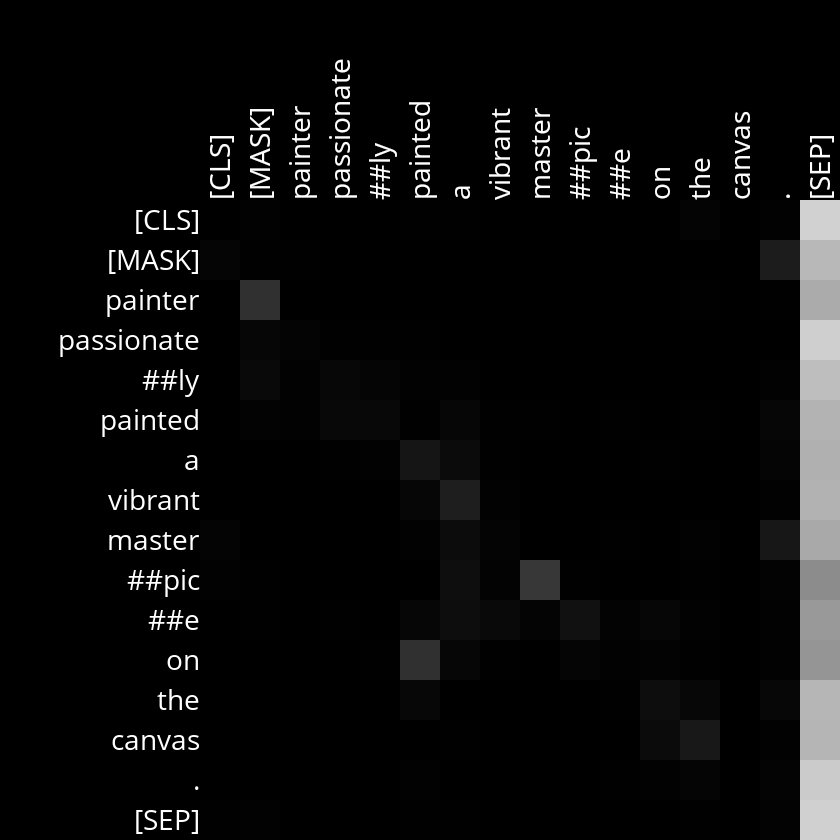 [CLS]
[MASK]
painter
passionate
##ly
painted
a
vibrant
master
##pic
##e
on
the
canvas
.
[SEP]
[CLS]
[MASK]
painter
passionate
##ly
painted
a
vibrant
master
##pic
##e
on
the
canvas
.
[SEP]